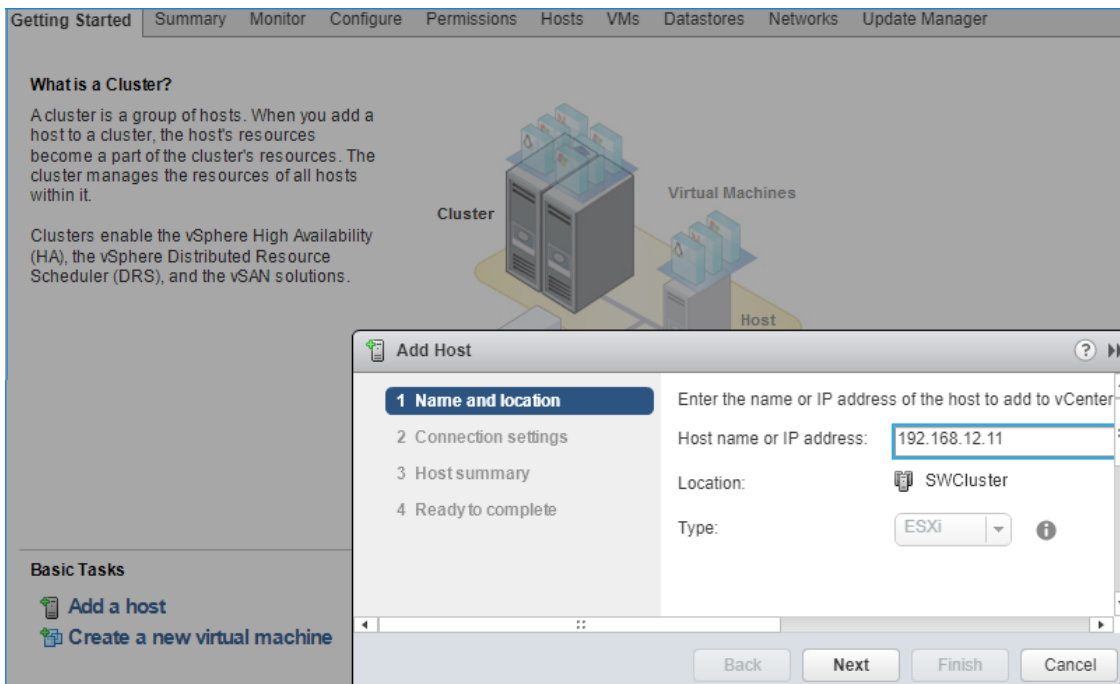 Getting Started Summary Monitor Configure Permissions Hosts VMs Datastores Networks Update Manager
What is a Cluster?
A cluster is a group of hosts. When you add a
host to a cluster, the host's resources
become a part of the cluster's resources. The
cluster manages the resources of all hosts
within it.
Clusters enable the vSphere High Availability
(HA), the vSphere Distributed Resource
Scheduler (DRS), and the vSAN solutions.
Cluster
Virtual Machines
Host
Basic Tasks
Add a host
Create a new virtual machine
Add Host
1 Name and location
2 Connection settings
3 Host summary
4 Ready to complete
Enter the name or IP address of the host to add to vCenter
Host name or IP address: 192.168.12.11
Location: SWCluster
Type: ESXi
Back Next Finish Cancel